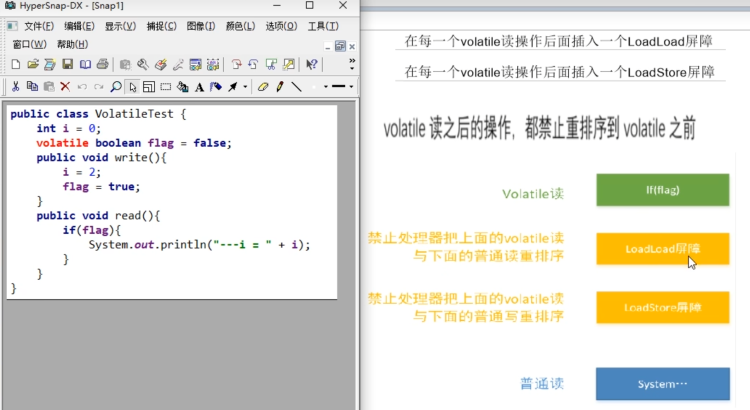 HyperSnap-DX - [Snap1]
文件(F) 编辑(E) 显示(V) 捕捉(C) 图像(I) 颜色(L) 选项(O) 工具(T)
窗口(W) 帮助(H)
public class VolatileTest {
int i = 0;
volatile boolean flag = false;
public void write(){
i = 2;
flag = true;
}
public void read(){
if(flag){
System.out.println("---i = " + i);
}
}
}
在每一个volatile读操作后面插入一个LoadLoad屏障
在每一个volatile读操作后面插入一个LoadStore屏障
volatile 读之后的操作，都禁止重排序到 volatile 之前
Volatile读
If(flag)
禁止处理器把上面的volatile读
与下面的普通读重排序
LoadLoad屏障
禁止处理器把上面的volatile读
与下面的普通写重排序
LoadStore屏障
普通读
System…